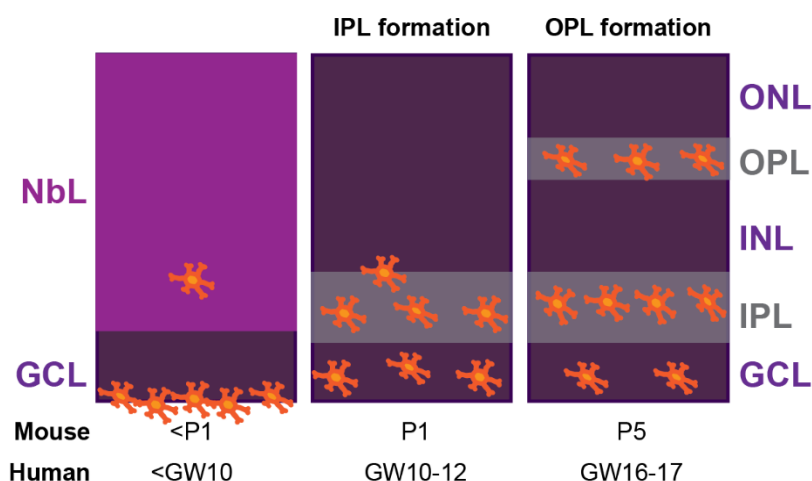 IPL formation OPL formation
ONL
OPL
NbL
INL
IPL
GCL GCL
Mouse <P1 P1 P5
Human <GW10 GW10-12 GW16-17